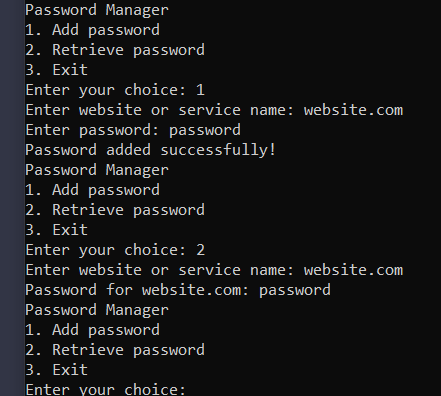 Password Manager
1. Add password
2. Retrieve password
3. Exit
Enter your choice: 1
Enter website or service name: website.com
Enter password: password
Password added successfully!
Password Manager
1. Add password
2. Retrieve password
3. Exit
Enter your choice: 2
Enter website or service name: website.com
Password for website.com: password
Password Manager
1. Add password
2. Retrieve password
3. Exit
Enter your choice: